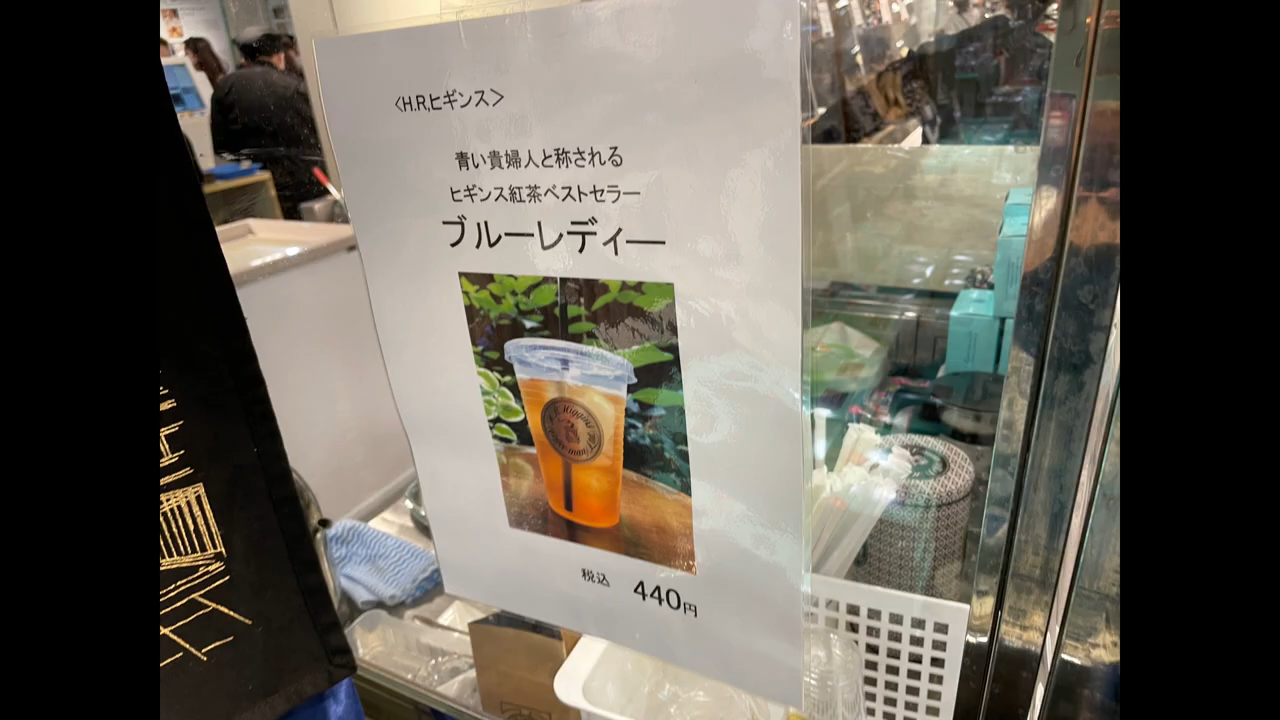 〈H.R,ヒギンス〉
青い貴婦人と称される
ヒギンス紅茶ベストセラー
ブルーレディー
H.R.Higgins
税込 440円